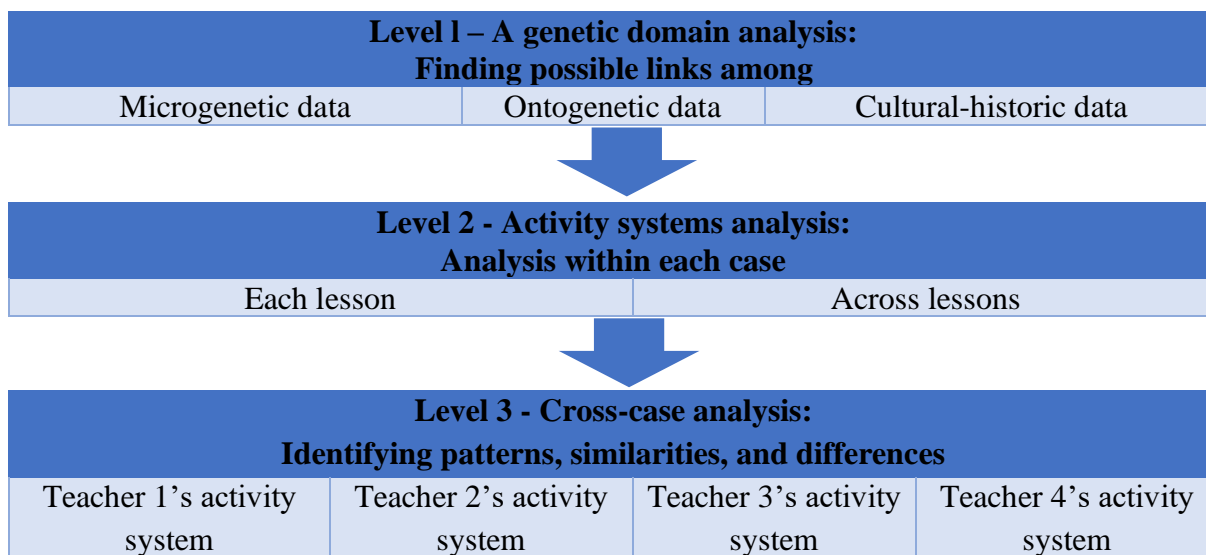 Level l – A genetic domain analysis:
Finding possible links among
Microgenetic data Ontogenetic data Cultural-historic data
Level 2 - Activity systems analysis:
Analysis within each case
Each lesson Across lessons
Level 3 - Cross-case analysis:
Identifying patterns, similarities, and differences
Teacher 1’s activity system
Teacher 2’s activity system
Teacher 3’s activity system
Teacher 4’s activity system